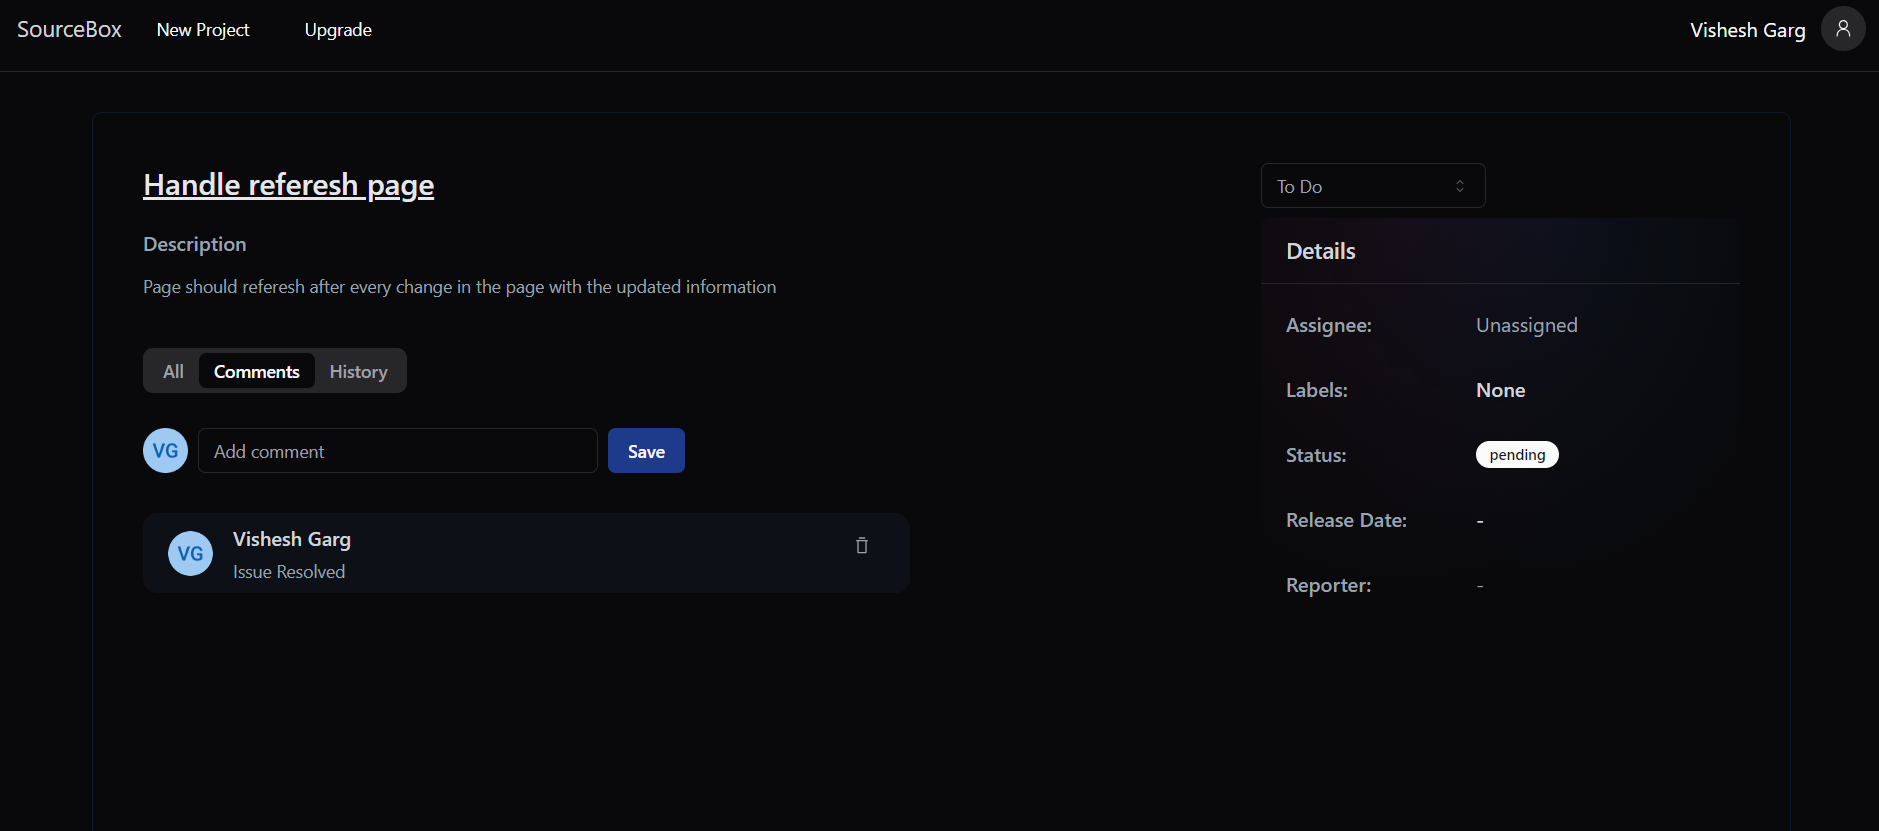 SourceBox New Project Upgrade Vishesh Garg
Handle referesh page
Description
Page should referesh after every change in the page with the updated information
All Comments History
VG Add comment Save
VG Vishesh Garg
Issue Resolved
To Do
Details
Assignee: Unassigned
Labels: None
Status: pending
Release Date: -
Reporter: -